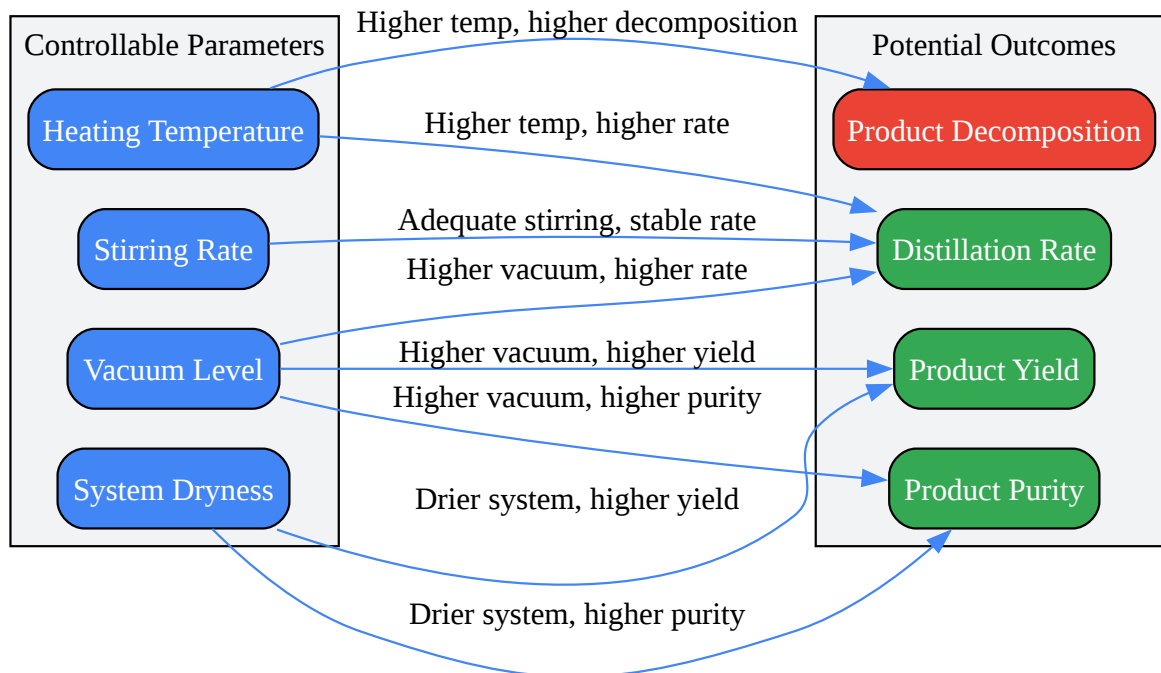 Controllable Parameters
Higher temp, higher decomposition
Potential Outcomes
Heating Temperature
Higher temp, higher rate
Product Decomposition
Stirring Rate
Adequate stirring, stable rate
Distillation Rate
Higher vacuum, higher rate
Vacuum Level
Higher vacuum, higher yield
Product Yield
Higher vacuum, higher purity
System Dryness
Drier system, higher yield
Product Purity
Drier system, higher purity